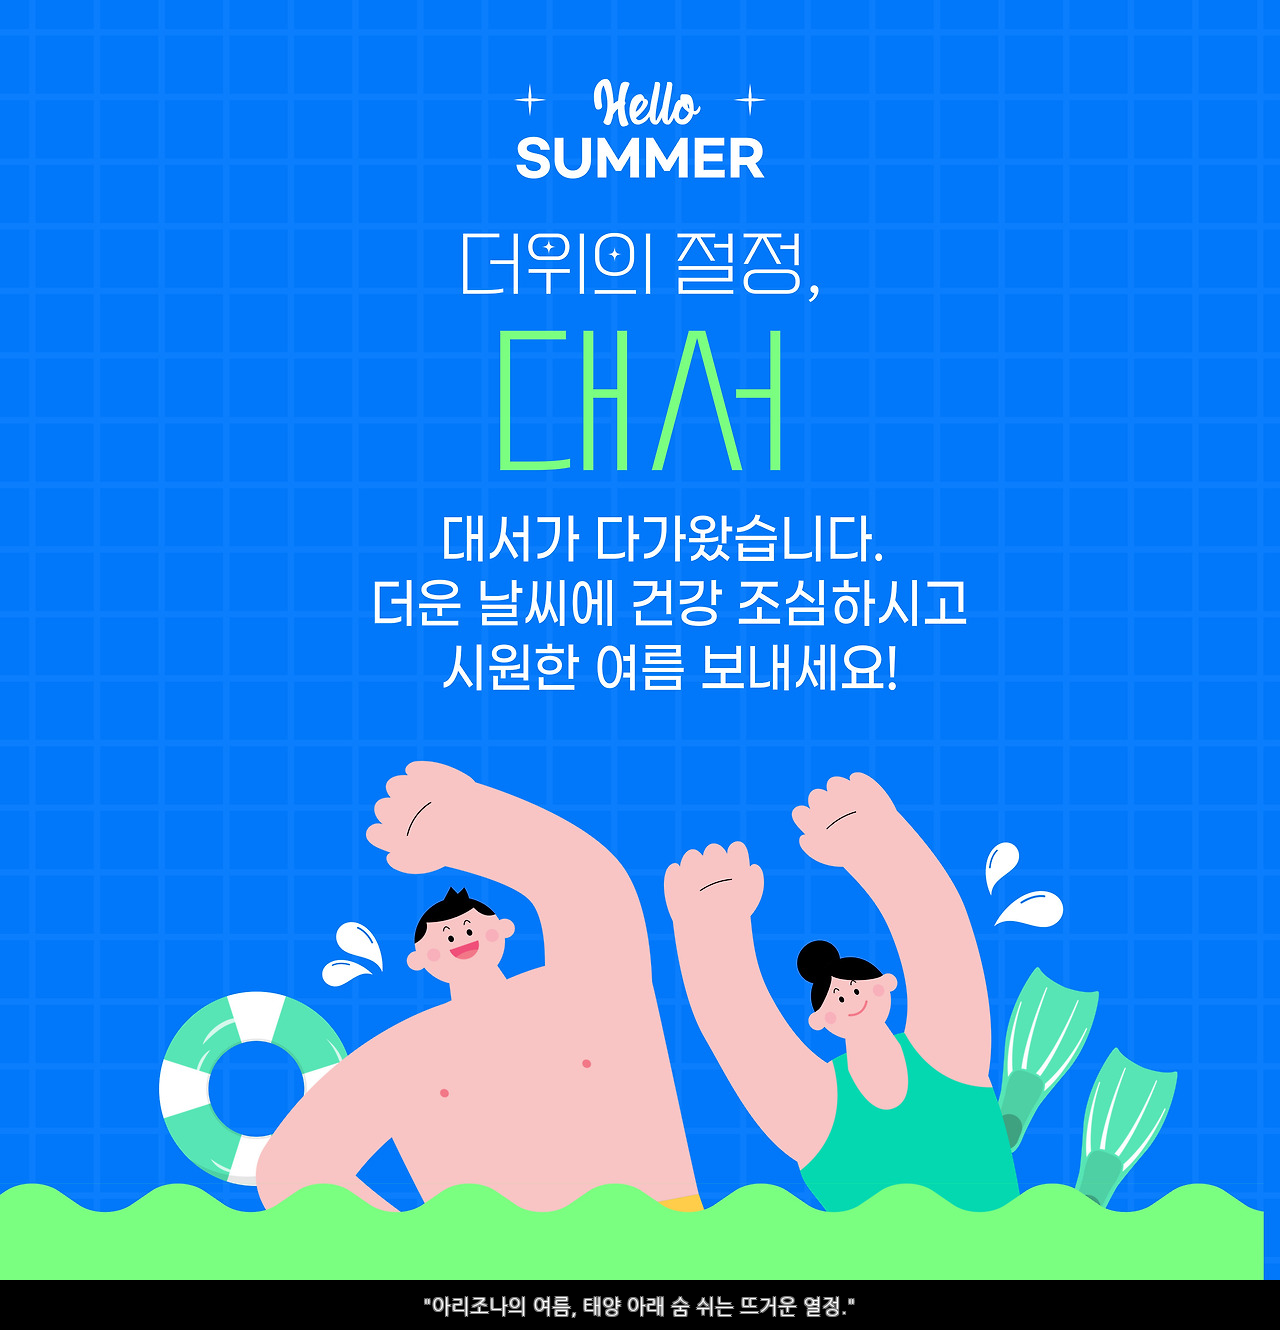 Hello
SUMMER
더위의 절정,
대서
대서가 다가왔습니다.
더운 날씨에 건강 조심하시고
시원한 여름 보내세요!
"아리조나의 여름, 태양 아래 숨 쉬는 뜨거운 열정."